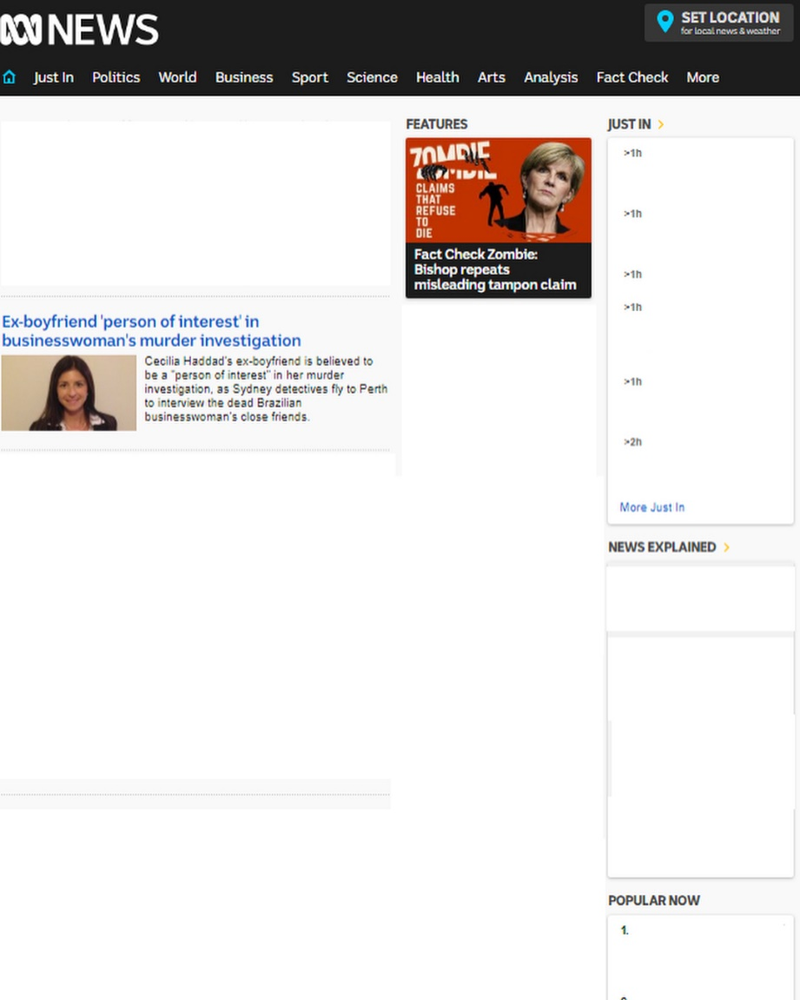 NEWS
SET LOCATION
for local news & weather
Just In Politics World Business Sport Science Health Arts Analysis Fact Check More
Ex-boyfriend 'person of interest' in
businesswoman's murder investigation
Cecilia Haddad's ex-boyfriend is believed to
be a "person of interest" in her murder
investigation, as Sydney detectives fly to Perth
to interview the dead Brazilian
businesswoman's close friends.
FEATURES
ZOMBIE
CLAIMS
THAT
REFUSE
TO
DIE
Fact Check Zombie:
Bishop repeats
misleading tampon claim
JUST IN
>1h
>1h
>1h
>1h
>1h
>2h
More Just In
NEWS EXPLAINED
POPULAR NOW
1.